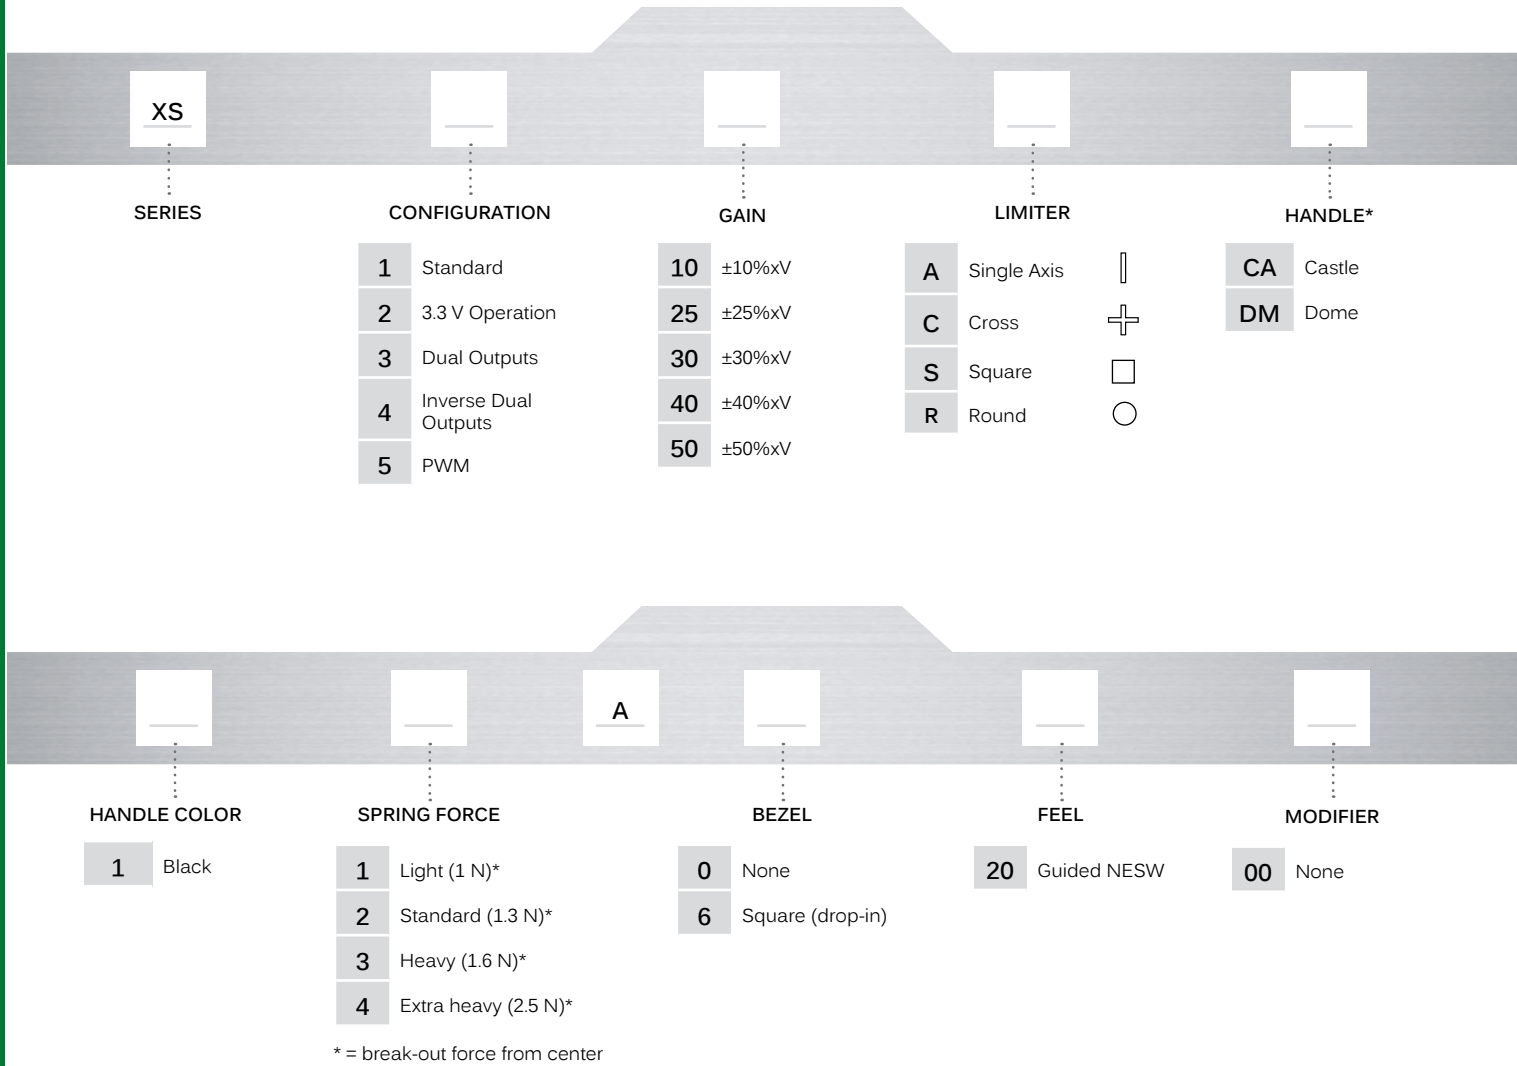 XS
SERIES
CONFIGURATION
1 Standard
2 3.3 V Operation
3 Dual Outputs
4 Inverse Dual
Outputs
5 PWM
GAIN
10 ±10%xV
25 ±25%xV
30 ±30%xV
40 ±40%xV
50 ±50%xV
LIMITER
A Single Axis
C Cross
S Square
R Round
HANDLE*
CA Castle
DM Dome
A
HANDLE COLOR
1 Black
SPRING FORCE
1 Light (1 N)*
2 Standard (1.3 N)*
3 Heavy (1.6 N)*
4 Extra heavy (2.5 N)*
* = break-out force from center
BEZEL
0 None
6 Square (drop-in)
FEEL
20 Guided NESW
MODIFIER
00 None